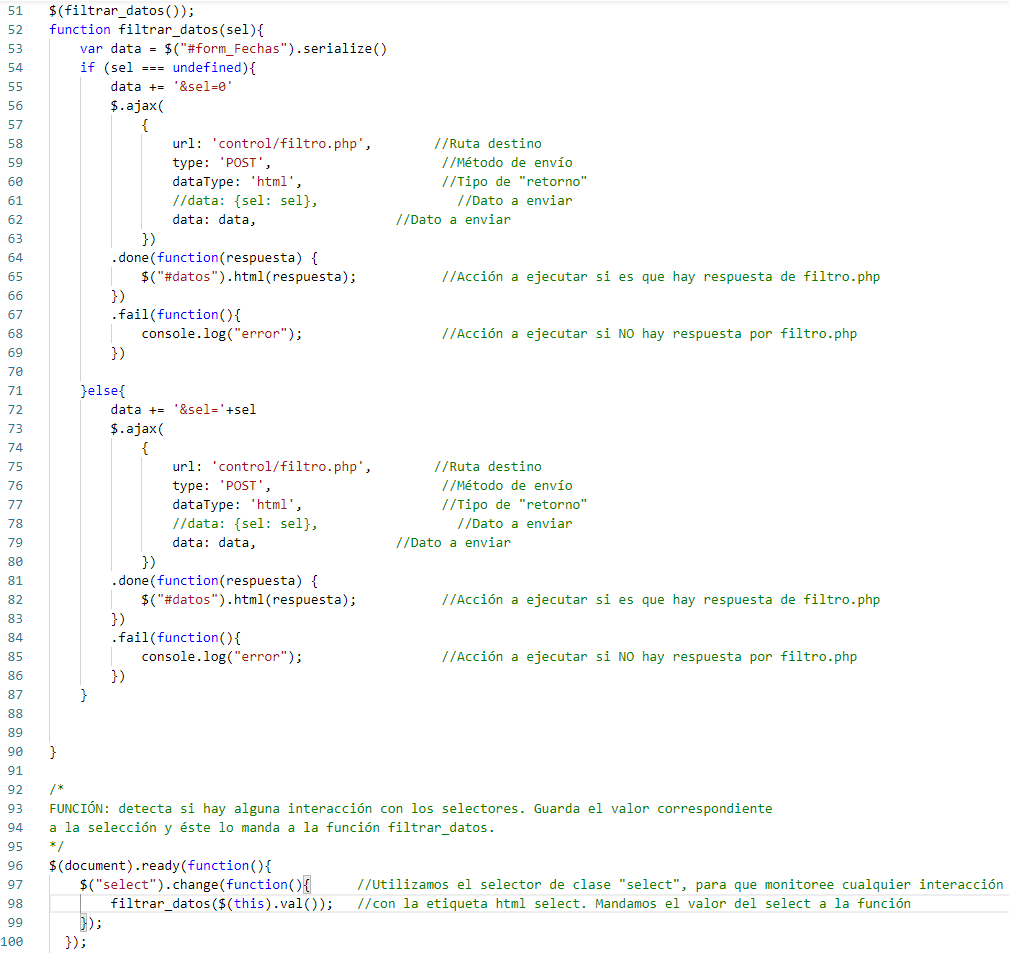 51 $(filtrar_datos());
52 function filtrar_datos(sel){
53     var data = $("#form_Fechas").serialize()
54     if (sel === undefined){
55         data += '&sel=0'
56         $.ajax(
57             {
58                 url: 'control/filtro.php',        //Ruta destino
59                 type: 'POST',                      //Método de envío
60                 dataType: 'html',                  //Tipo de "retorno"
61                 //data: {sel: sel},                  //Dato a enviar
62                 data: data,                  //Dato a enviar
63             })
64         .done(function(respuesta) {
65             $("#datos").html(respuesta);           //Acción a ejecutar si es que hay respuesta de filtro.php
66         })
67         .fail(function(){
68             console.log("error");                  //Acción a ejecutar si NO hay respuesta por filtro.php
69         })
70
71     }else{
72         data += '&sel='+sel
73         $.ajax(
74             {
75                 url: 'control/filtro.php',        //Ruta destino
76                 type: 'POST',                      //Método de envío
77                 dataType: 'html',                  //Tipo de "retorno"
78                 //data: {sel: sel},                  //Dato a enviar
79                 data: data,                  //Dato a enviar
80             })
81         .done(function(respuesta) {
82             $("#datos").html(respuesta);           //Acción a ejecutar si es que hay respuesta de filtro.php
83         })
84         .fail(function(){
85             console.log("error");                  //Acción a ejecutar si NO hay respuesta por filtro.php
86         })
87     }
88
89
90 }
91
92 /*
93 FUNCIÓN: detecta si hay alguna interacción con los selectores. Guarda el valor correspondiente
94 a la selección y éste lo manda a la función filtrar_datos.
95 */
96 $(document).ready(function(){
97     $("select").change(function(){      //Utilizamos el selector de clase "select", para que monitoree cualquier interacción
98         filtrar_datos($(this).val());   //con la etiqueta html select. Mandamos el valor del select a la función
99     });
100   });